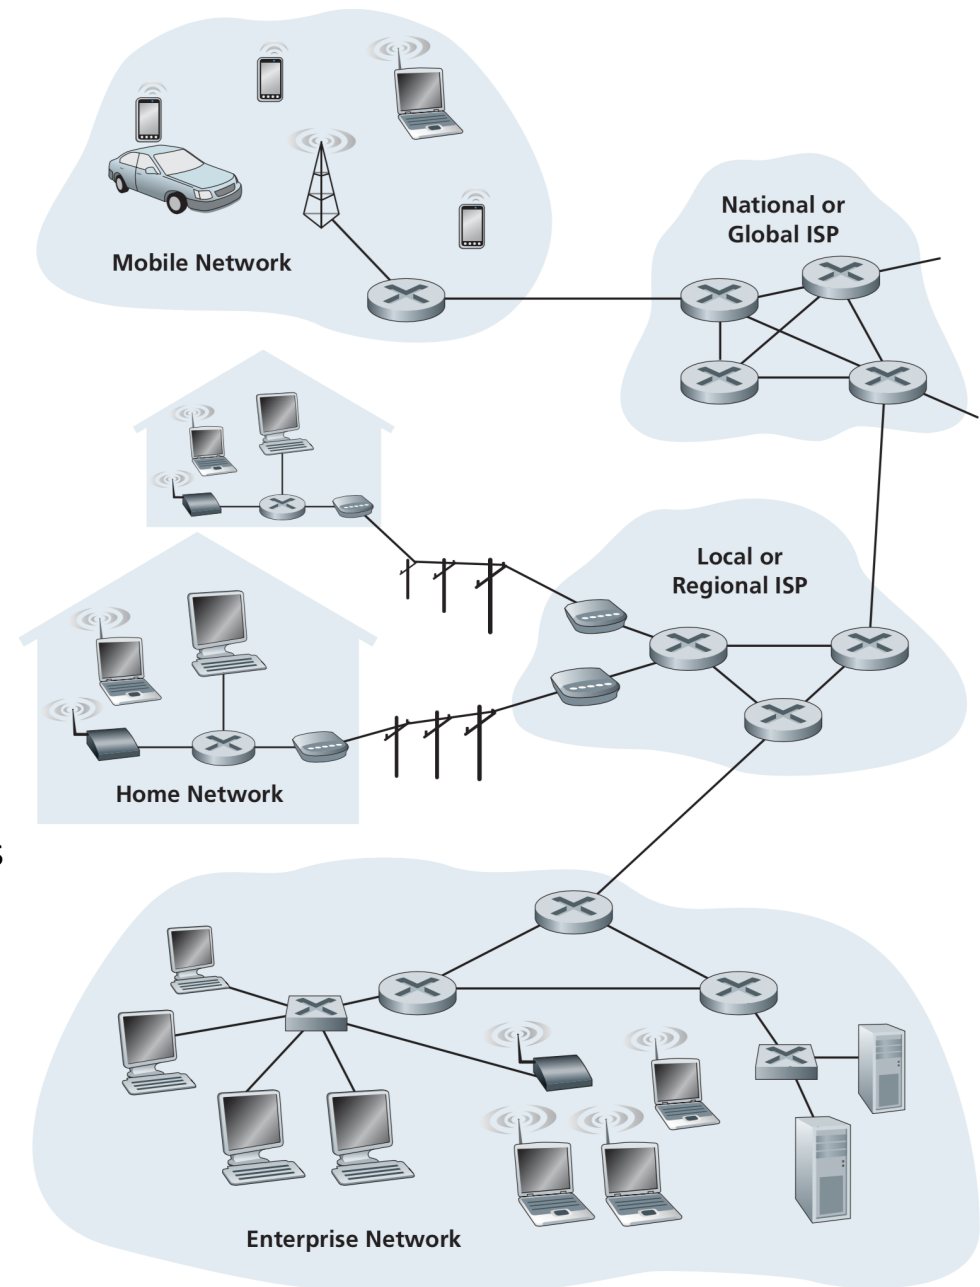 National or
Global ISP
Mobile Network
Local or
Regional ISP
Home Network
s
Enterprise Network